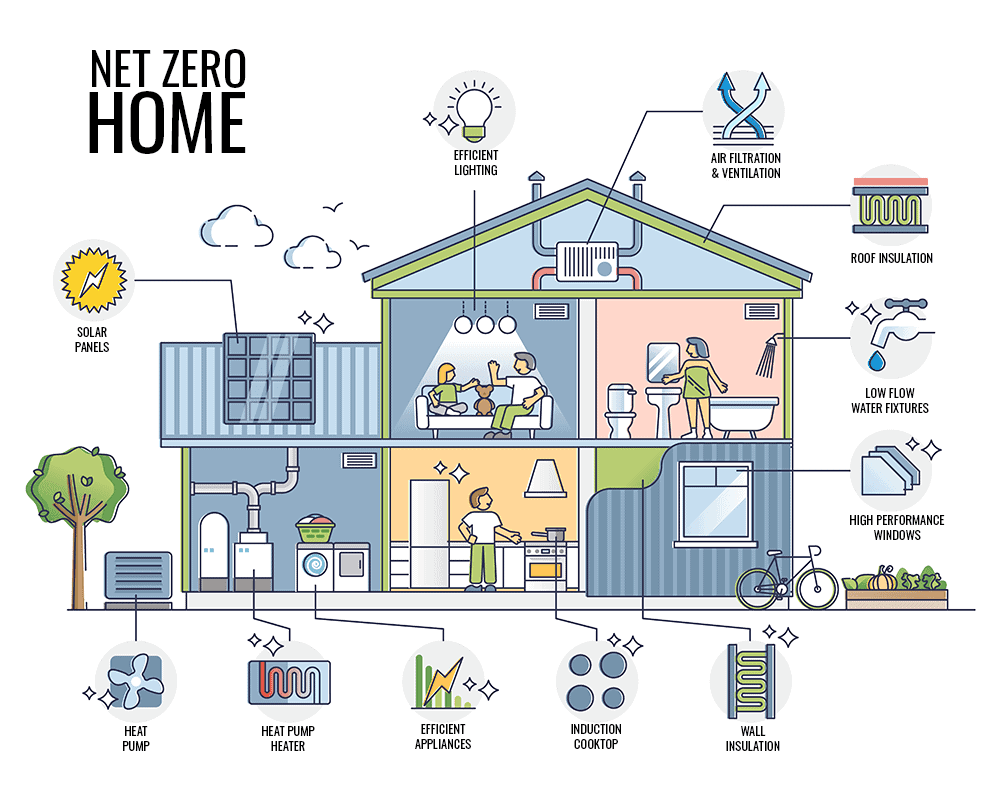 NET ZERO
HOME
EFFICIENT
LIGHTING
AIR FILTRATION
& VENTILATION
ROOF INSULATION
SOLAR
PANELS
LOW FLOW
WATER FIXTURES
HIGH PERFORMANCE
WINDOWS
HEAT
PUMP
HEAT PUMP
HEATER
EFFICIENT
APPLIANCES
INDUCTION
COOKTOP
WALL
INSULATION